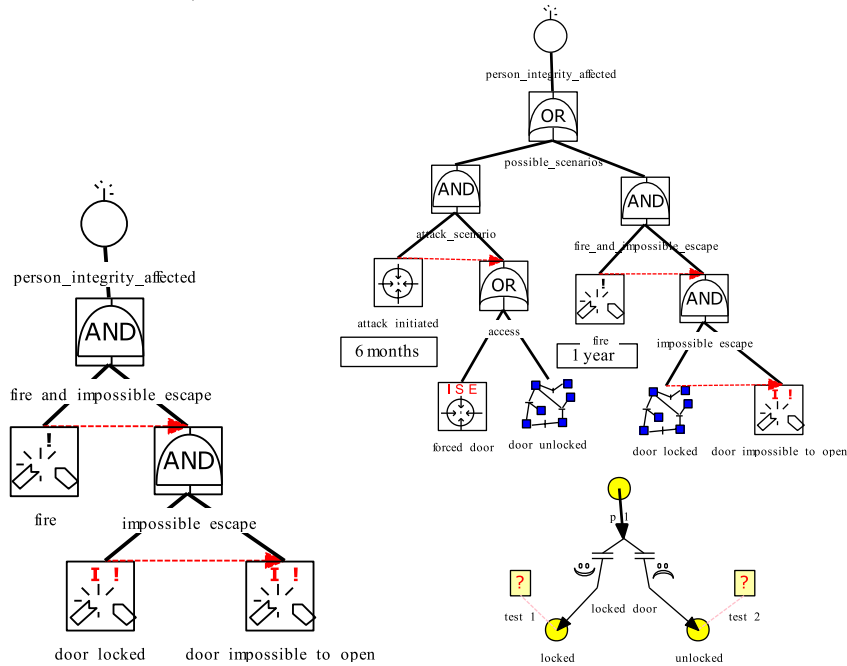 person_integrity_affected
AND
fire and impossible escape
!
AND
fire
impossible escape
I !
I !
door locked
door impossible to open
person_integrity_affected
OR
possible_scenarios
AND
AND
attack_scenario
fire_and_impossible_escape
OR
!
AND
attack initiated
access
fire
impossible escape
6 months
1 year
I S E
I !
forced door
door unlocked
door locked
door impossible to open
?
?
test 1
locked door
test 2
locked
unlocked